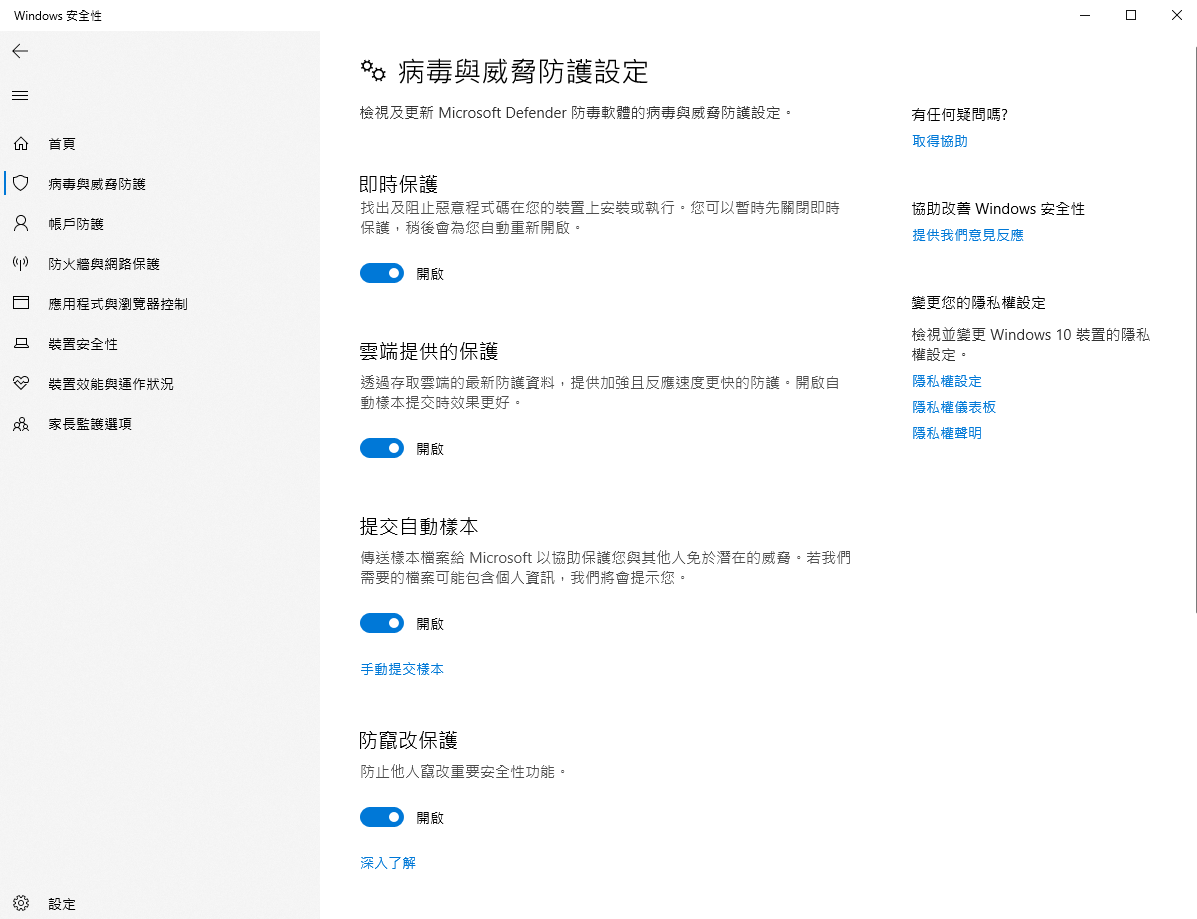 Windows 安全性
首頁
病毒與威脅防護
帳戶防護
防火牆與網路保護
應用程式與瀏覽器控制
裝置安全性
裝置效能與運作狀況
家長監護選項
設定
病毒與威脅防護設定
檢視及更新 Microsoft Defender 防毒軟體的病毒與威脅防護設定。
即時保護
找出及阻止惡意程式碼在您的裝置上安裝或執行。您可以暫時先關閉即時
保護，稍後會為您自動重新開啟。
開啟
雲端提供的保護
透過存取雲端的最新防護資料，提供加強且反應速度更快的防護。開啟自
動樣本提交時效果更好。
開啟
提交自動樣本
傳送樣本檔案給 Microsoft 以協助保護您與其他人免於潛在的威脅。若我們
需要的檔案可能包含個人資訊，我們將會提示您。
開啟
手動提交樣本
防竄改保護
防止他人竄改重要安全性功能。
開啟
深入了解
有任何疑問嗎?
取得協助
協助改善 Windows 安全性
提供我們意見反應
變更您的隱私權設定
檢視並變更 Windows 10 裝置的隱私
權設定。
隱私權設定
隱私權儀表板
隱私權聲明